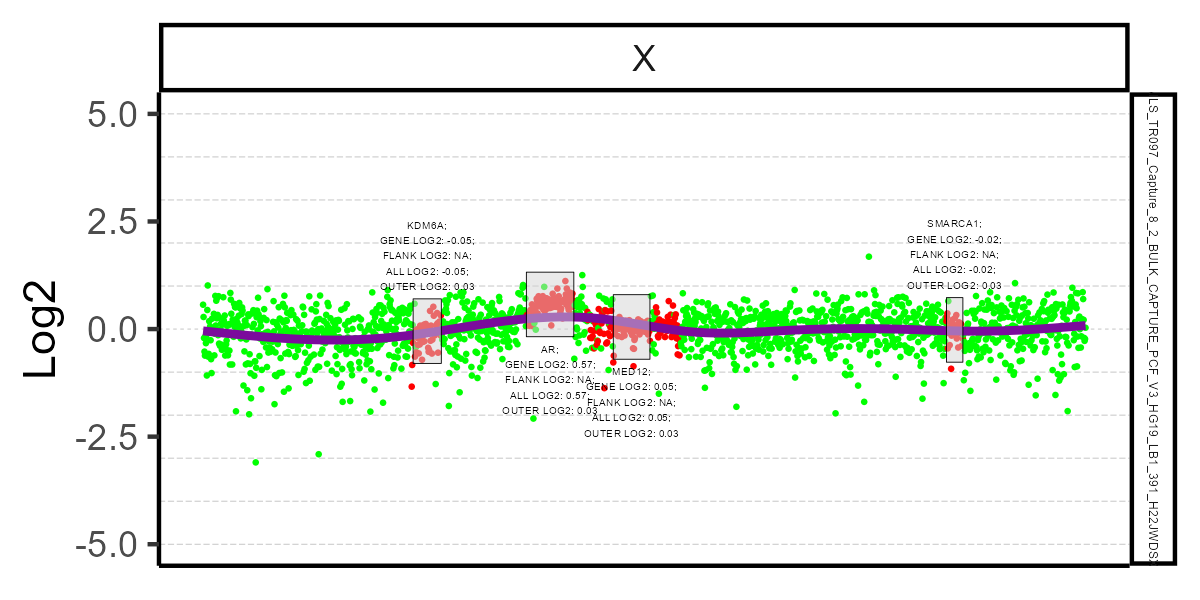 X
5.0
2.5
0.0
-2.5
-5.0
Log2
KDM6A;
GENE LOG2: -0.05;
FLANK LOG2: NA;
ALL LOG2: -0.05;
OUTER LOG2: 0.03
AR;
GENE LOG2: 0.57;
FLANK LOG2: NA;
ALL LOG2: 0.57;
OUTER LOG2: 0.03
MED12;
GENE LOG2: 0.05;
FLANK LOG2: NA;
ALL LOG2: 0.05;
OUTER LOG2: 0.03
SMARCA1;
GENE LOG2: -0.02;
FLANK LOG2: NA;
ALL LOG2: -0.02;
OUTER LOG2: 0.03
LS_TR097_Capture_8_2_BULK_CAPTURE_PCF_V3_HG19_LB1_391_H22JWDS